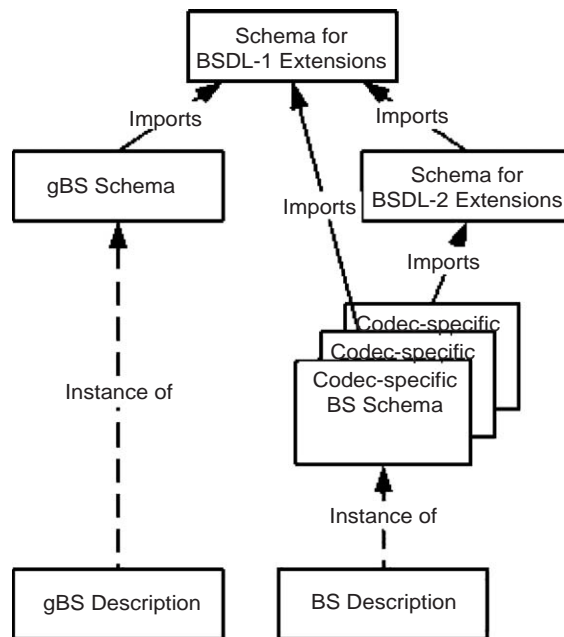 Schema for
BSDL-1 Extensions
Imports
Imports
gBS Schema
Schema for
BSDL-2 Extensions
Imports
Imports
Codec-specific
Codec-specific
Codec-specific
BS Schema
Instance of
Instance of
gBS Description
BS Description